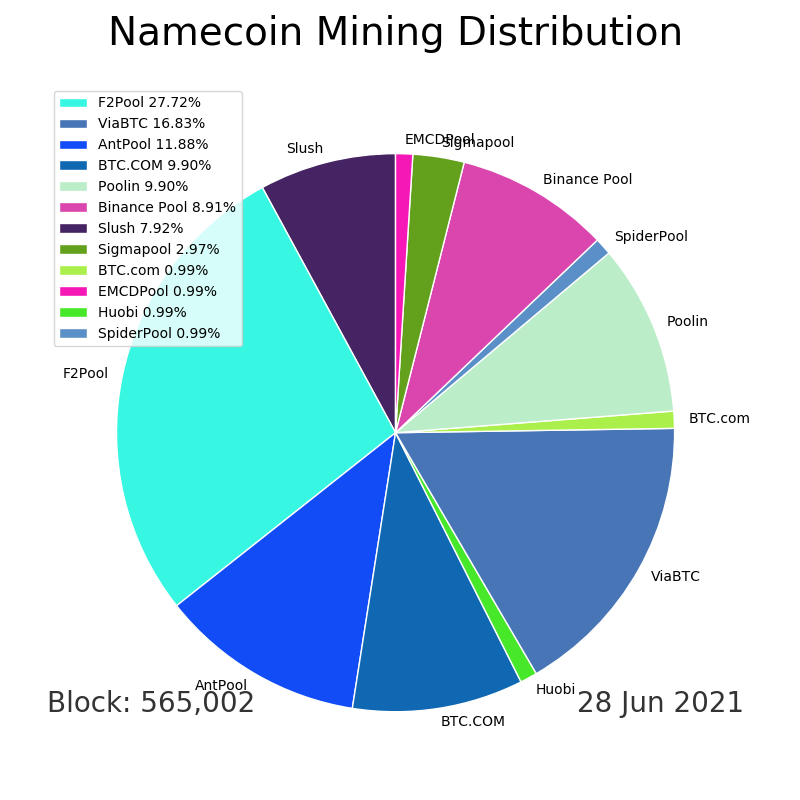 Namecoin Mining Distribution
F2Pool 27.72%
ViaBTC 16.83%
AntPool 11.88%
BTC.COM 9.90%
Poolin 9.90%
Binance Pool 8.91%
Slush 7.92%
Sigmapool 2.97%
BTC.com 0.99%
EMCDPool 0.99%
Huobi 0.99%
SpiderPool 0.99%
Slush
EMCDPool
Sigmapool
Binance Pool
SpiderPool
Poolin
F2Pool
BTC.com
ViaBTC
AntPool
Huobi
BTC.COM
Block: 565,002
28 Jun 2021